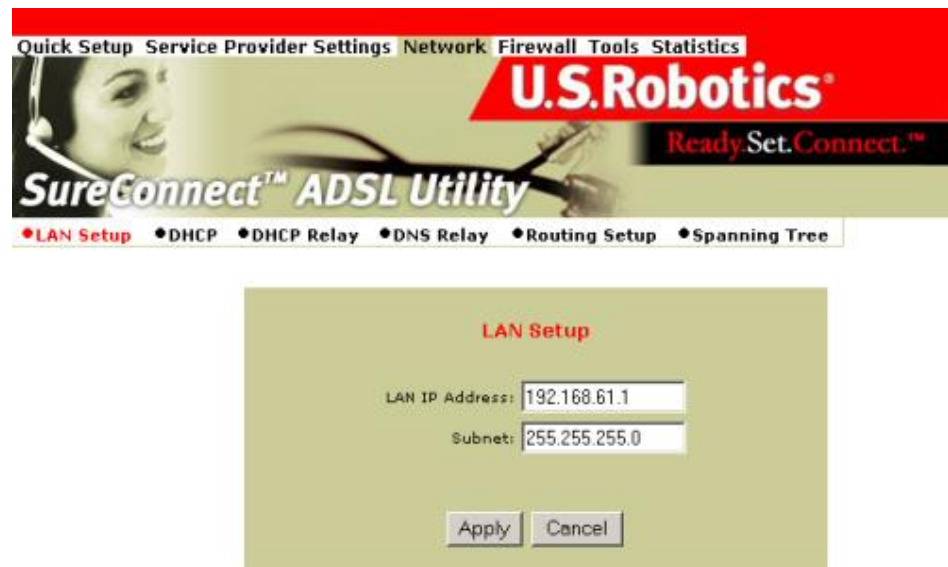 Quick Setup Service Provider Settings Network Firewall Tools Statistics
U.S.Robotics®
Ready.Set.Connect.™
SureConnect™ ADSL Utility
•LAN Setup •DHCP •DHCP Relay •DNS Relay •Routing Setup •Spanning Tree
LAN Setup
LAN IP Address: 192.168.61.1
Subnet: 255.255.255.0
Apply Cancel